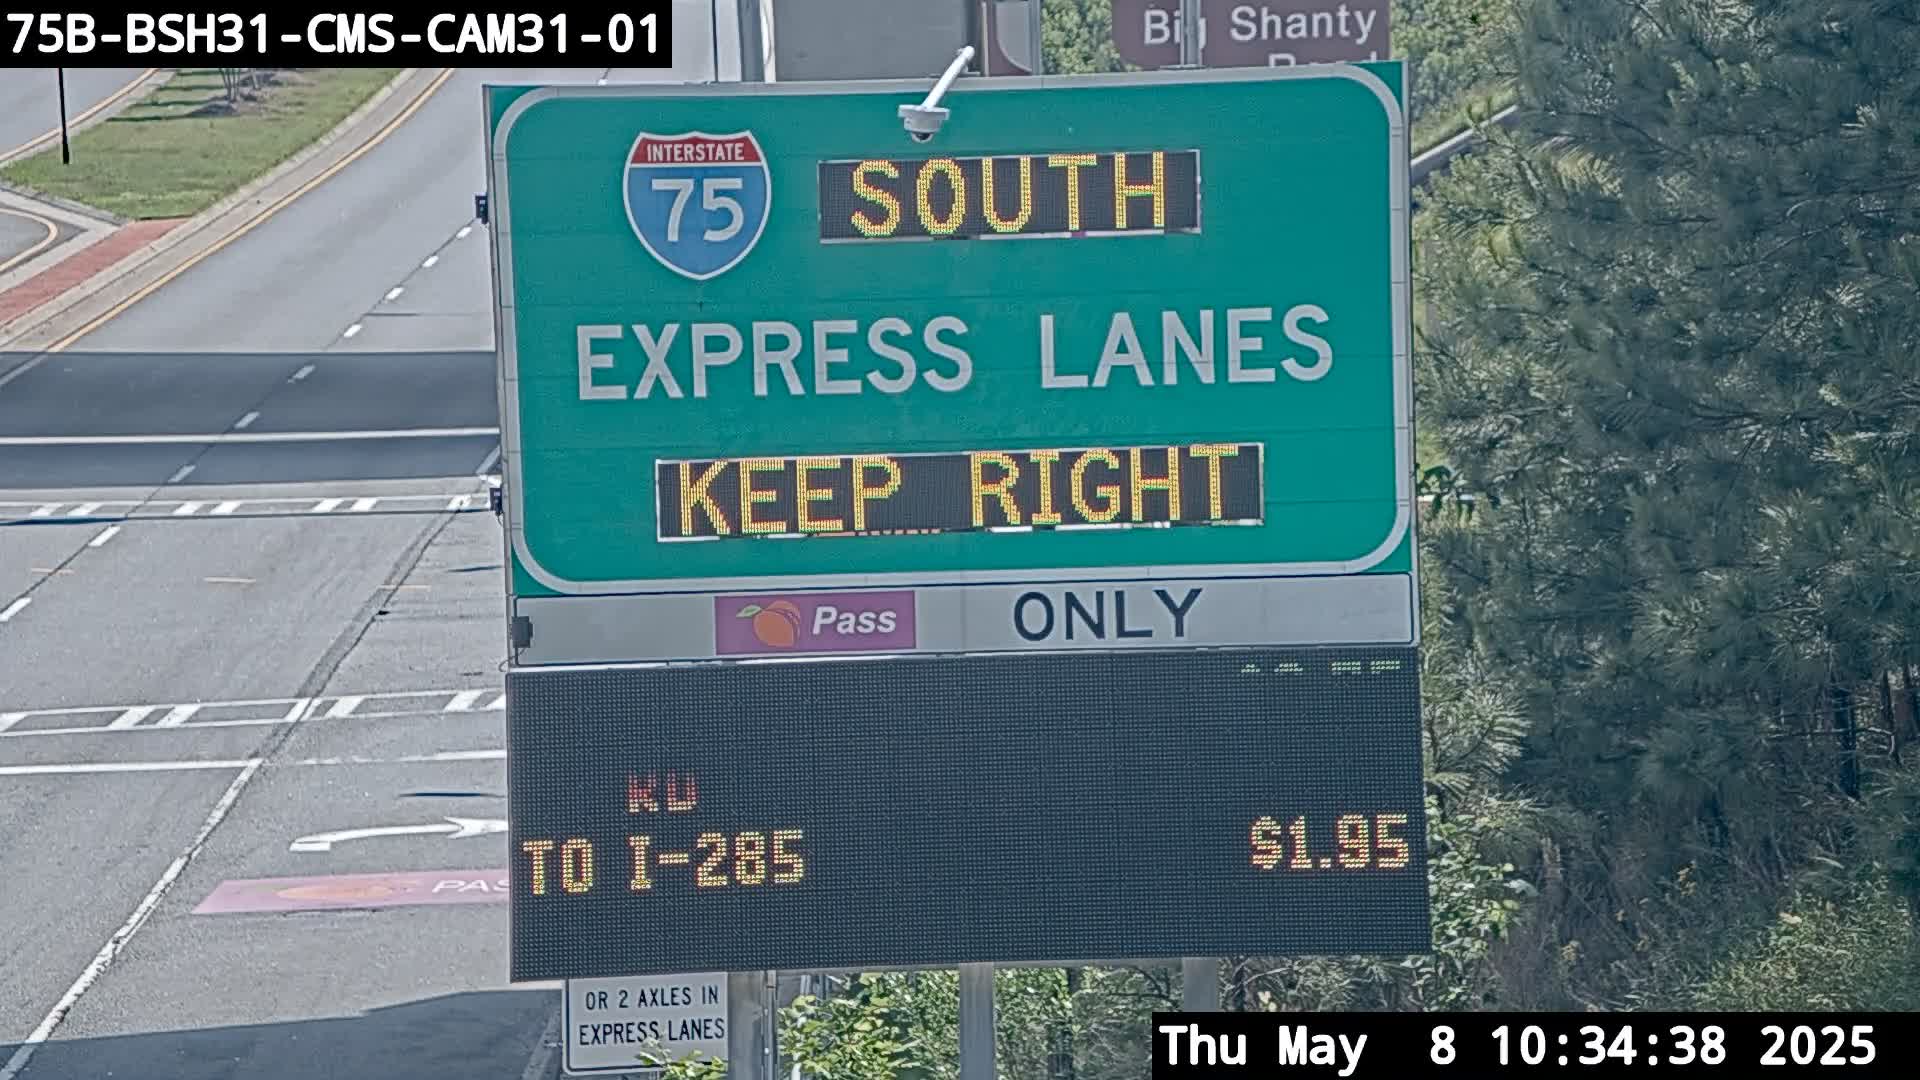 75B-BSH31-CMS-CAM31-01
Big Shanty
INTERSTATE
75
SOUTH
EXPRESS LANES
KEEP RIGHT
Pass
ONLY
TO I-285
$1.95
OR 2 AXLES IN
EXPRESS LANES
Thu May 8 10:34:38 2025